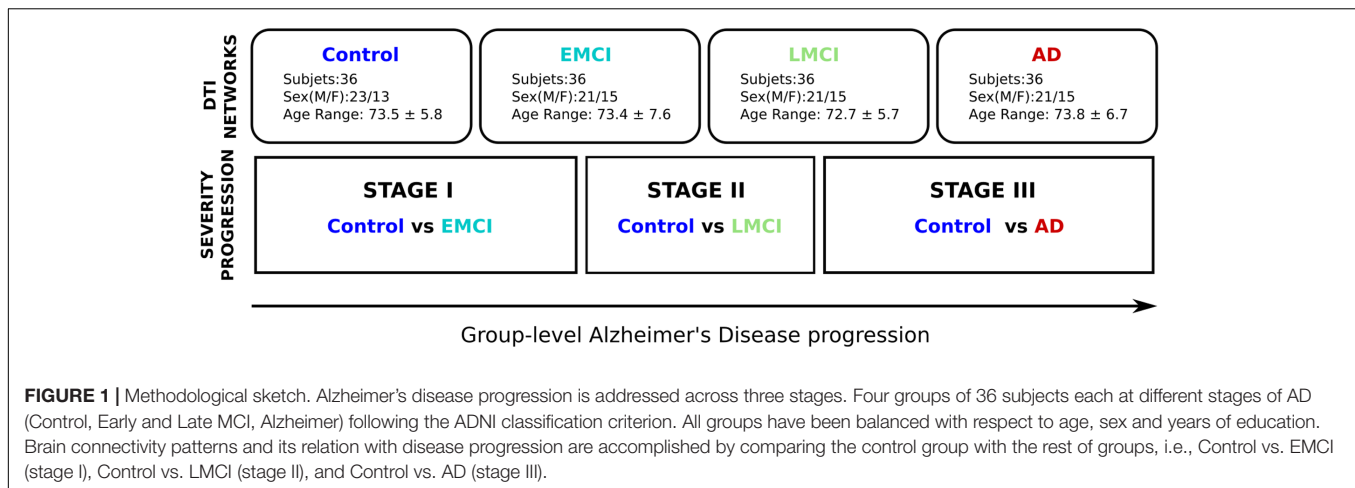 DTI
NETWORKS
Control
Subjets:36
Sex(M/F):23/13
Age Range: 73.5 ± 5.8
EMCI
Subjets:36
Sex(M/F):21/15
Age Range: 73.4 ± 7.6
LMCI
Subjets:36
Sex(M/F):21/15
Age Range: 72.7 ± 5.7
AD
Subjets:36
Sex(M/F):21/15
Age Range: 73.8 ± 6.7
SEVERITY
PROGRESSION
STAGE I
Control vs EMCI
STAGE II
Control vs LMCI
STAGE III
Control vs AD
Group-level Alzheimer's Disease progression
FIGURE 1 | Methodological sketch. Alzheimer’s disease progression is addressed across three stages. Four groups of 36 subjects each at different stages of AD
(Control, Early and Late MCI, Alzheimer) following the ADNI classification criterion. All groups have been balanced with respect to age, sex and years of education.
Brain connectivity patterns and its relation with disease progression are accomplished by comparing the control group with the rest of groups, i.e., Control vs. EMCI
(stage I), Control vs. LMCI (stage II), and Control vs. AD (stage III).